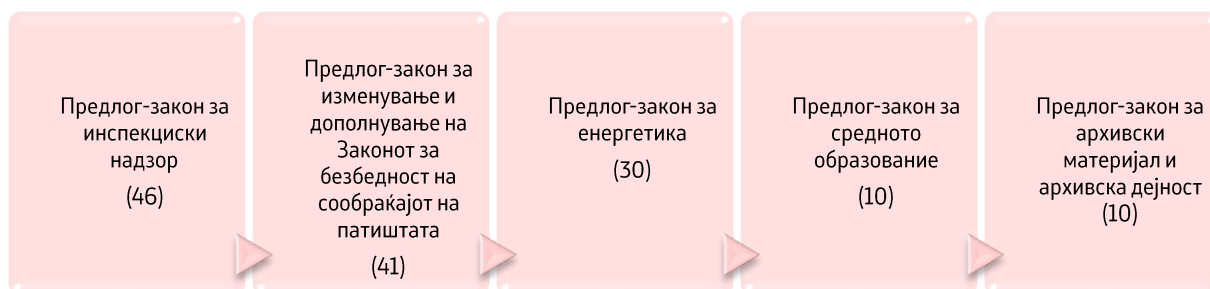 Предлог-закон за
инспекциски
надзор
(46)
Предлог-закон за
изменување и
дополнување на
Законот за
безбедност на
сообраќајот на
патиштата
(41)
Предлог-закон за
енергетика
(30)
Предлог-закон за
средното
образование
(10)
Предлог-закон за
архивски
материјал и
архивска дејност
(10)